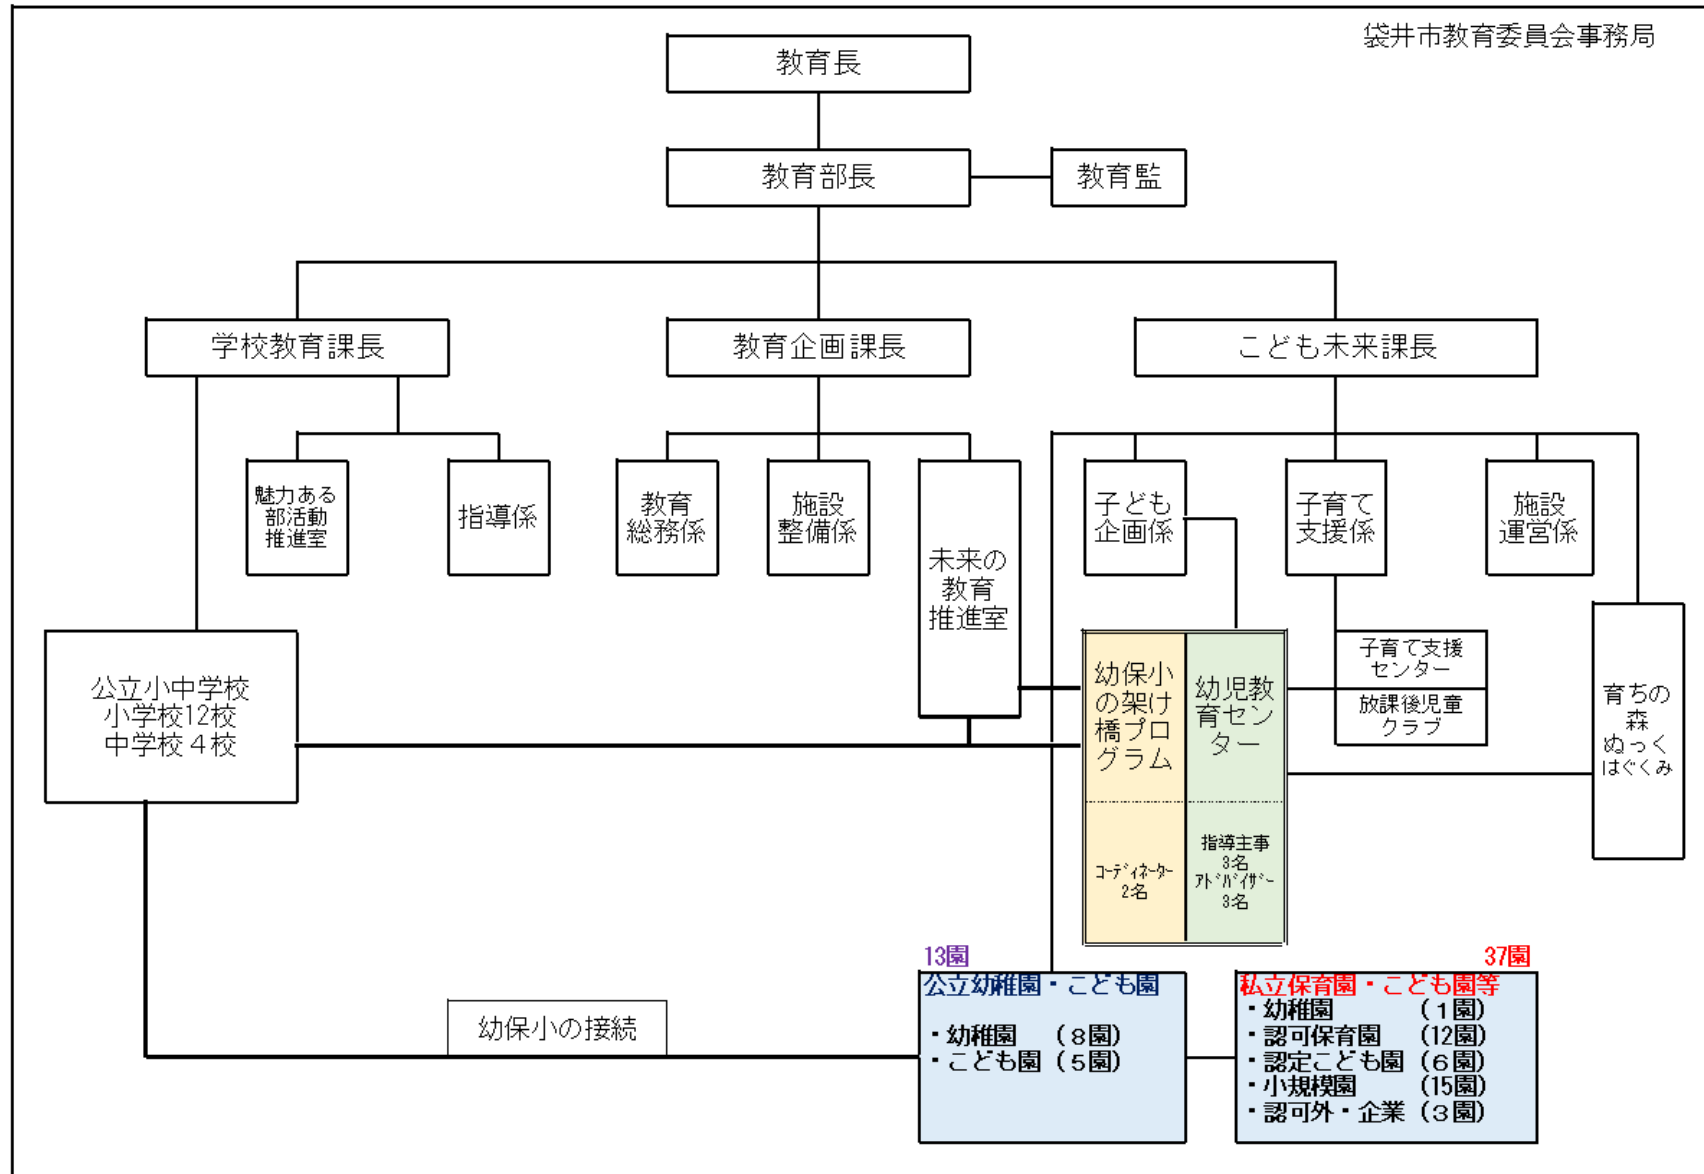 袋井市教育委員会事務局
教育長
教育部長
教育監
学校教育課長
教育企画課長
こども未来課長
魅力ある
部活動
推進室
指導係
教育
総務係
施設
整備係
未来の
教育
推進室
子ども
企画係
子育て
支援係
施設
運営係
公立小中学校
小学校12校
中学校４校
幼保小
の架け
橋プロ
グラム
幼児教
育セン
ター
子育て支援
センター
放課後児童
クラブ
育ちの
森
ぬっく
はぐくみ
ｺｰﾃﾞｨﾈｰﾀｰ
2名
指導主事
3名
ｱﾄﾞﾊﾞｲｻﾞｰ
3名
13園
公立幼稚園・こども園
・幼稚園　（８園）
・こども園（５園）
37園
私立保育園・こども園等
・幼稚園　　　（１園）
・認可保育園　（12園）
・認定こども園（６園）
・小規模園　　（15園）
・認可外・企業（３園）
幼保小の接続